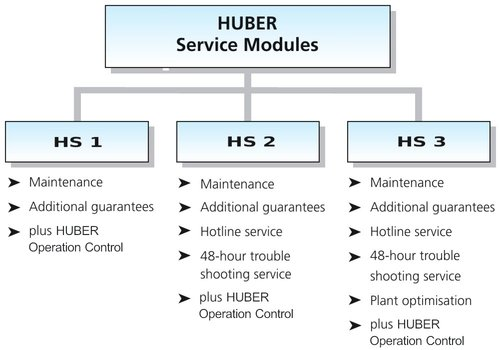 HUBER
Service Modules
HS 1
Maintenance
Additional guarantees
plus HUBER
Operation Control
HS 2
Maintenance
Additional guarantees
Hotline service
48-hour trouble
shooting service
plus HUBER
Operation Control
HS 3
Maintenance
Additional guarantees
Hotline service
48-hour trouble
shooting service
Plant optimisation
plus HUBER
Operation Control